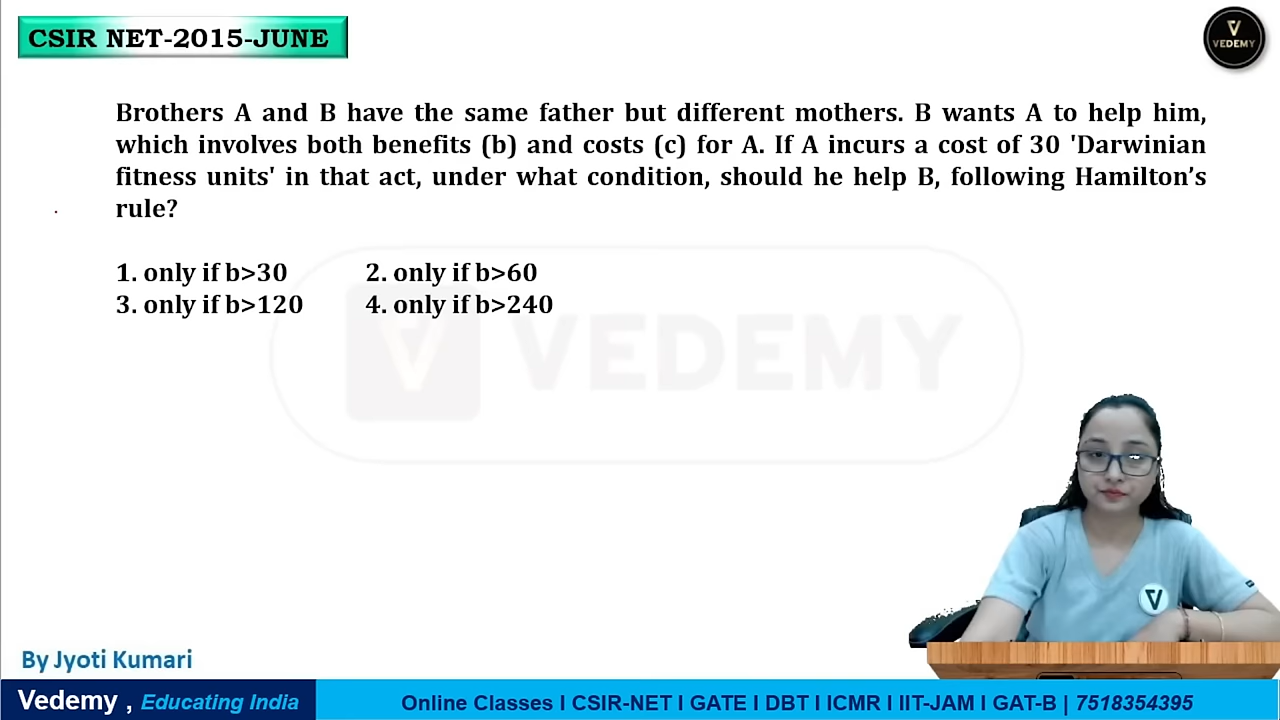 CSIR NET-2015-JUNE
V
VEDEMY
Brothers A and B have the same father but different mothers. B wants A to help him,
which involves both benefits (b) and costs (c) for A. If A incurs a cost of 30 'Darwinian
fitness units' in that act, under what condition, should he help B, following Hamilton’s
rule?
1. only if b>30 2. only if b>60
3. only if b>120 4. only if b>240
VEDEMY
By Jyoti Kumari
Vedemy , Educating India
Online Classes I CSIR-NET I GATE I DBT I ICMR I IIT-JAM I GAT-B | 7518354395